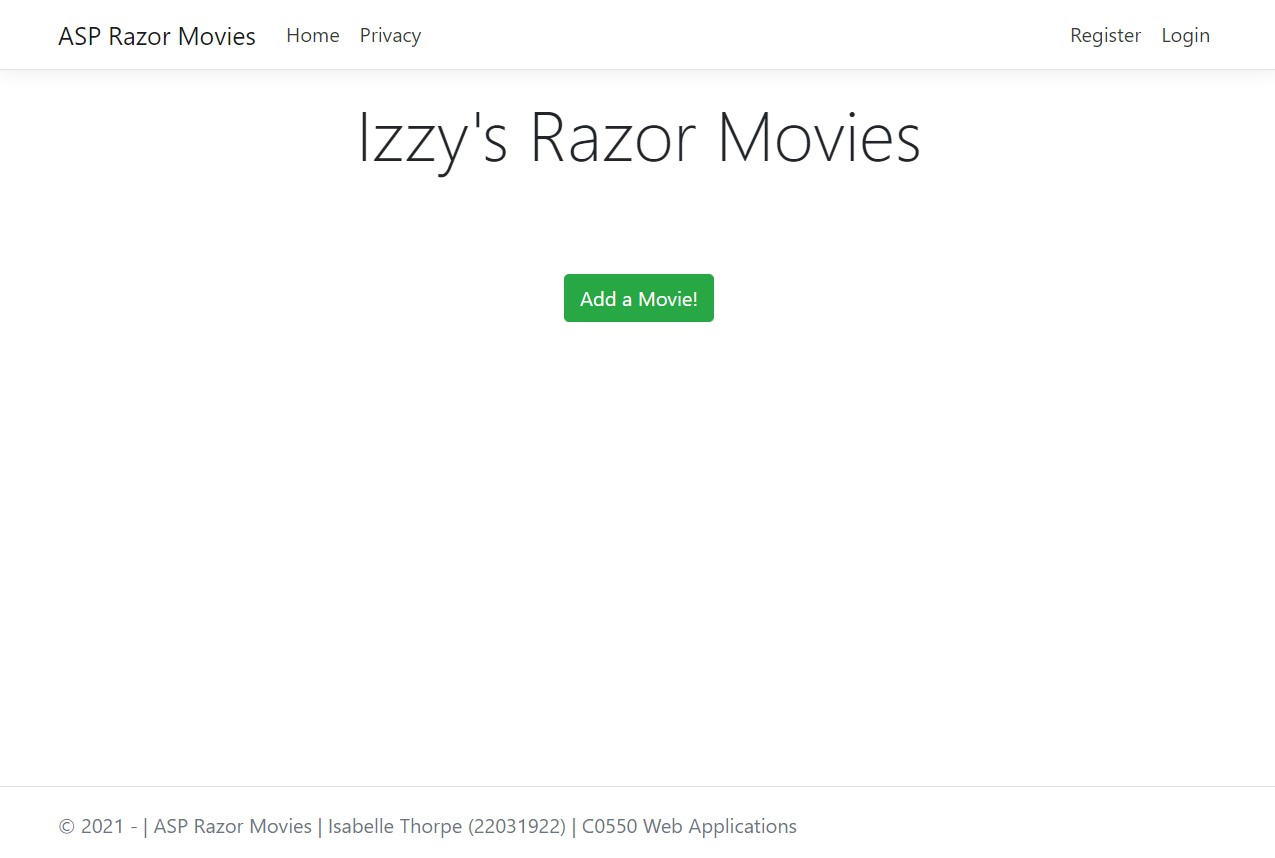 ASP Razor Movies Home Privacy Register Login
Izzy's Razor Movies
Add a Movie!
© 2021 - | ASP Razor Movies | Isabelle Thorpe (22031922) | C0550 Web Applications